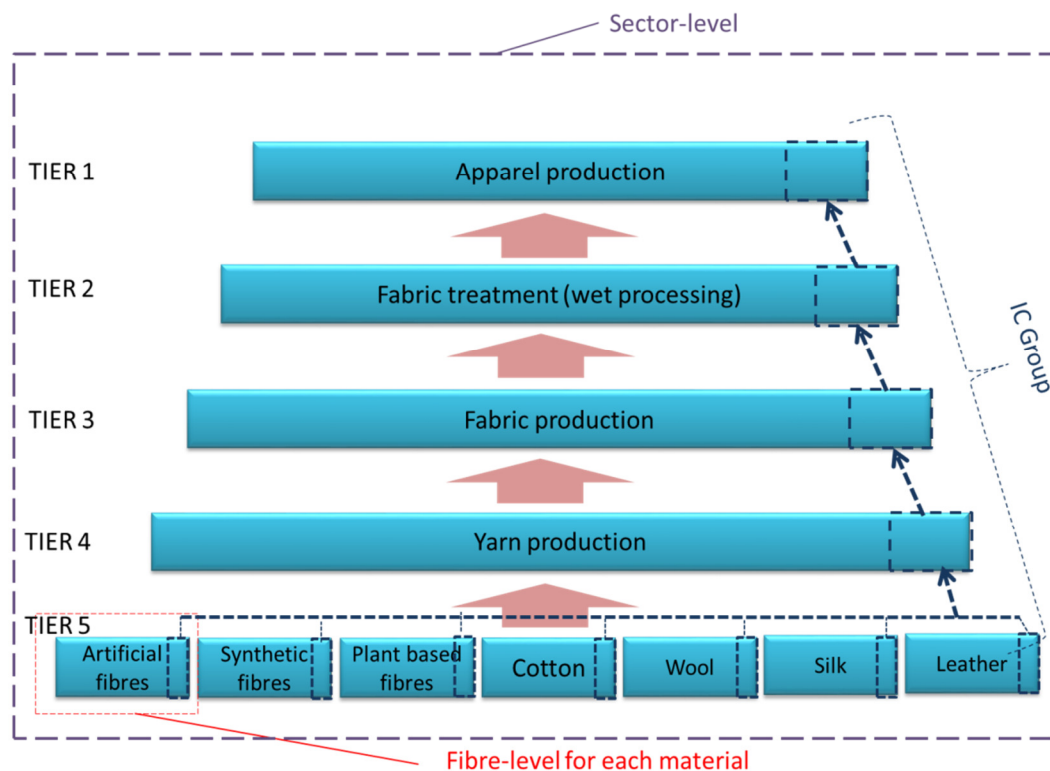 Sector-level
TIER 1
Apparel production
TIER 2
Fabric treatment (wet processing)
IC Group
TIER 3
Fabric production
TIER 4
Yarn production
TIER 5
Artificial
fibres
Synthetic
fibres
Plant based
fibres
Cotton
Wool
Silk
Leather
Fibre-level for each material